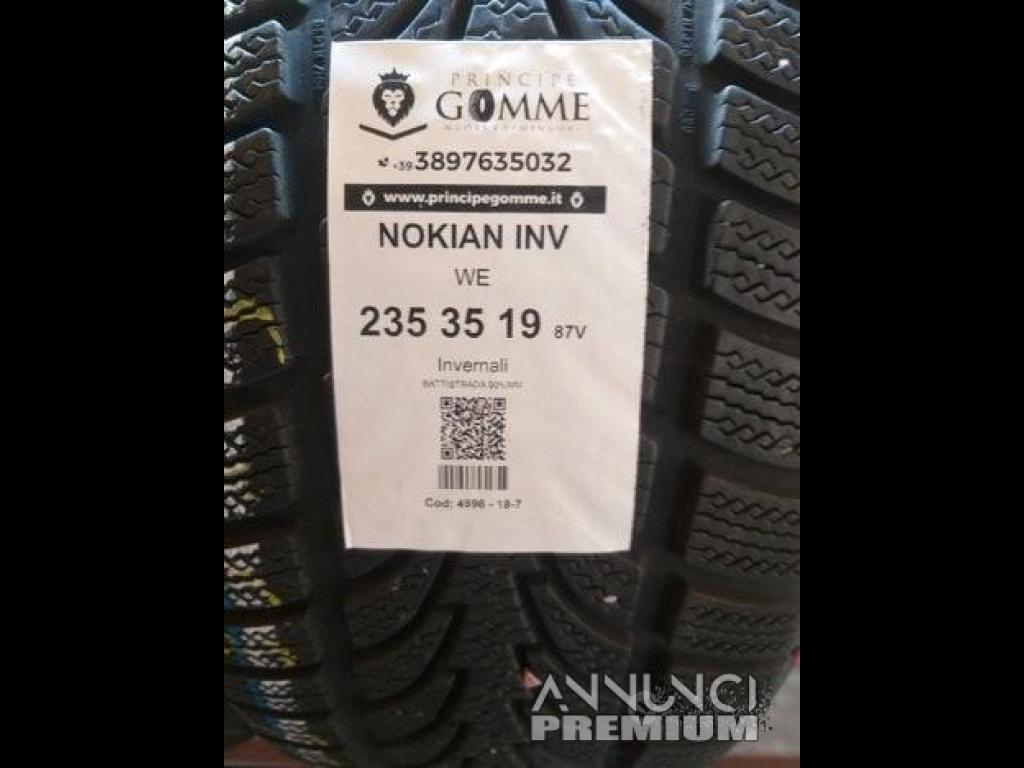 PRINCIPE
GOMME
+39 3897635032
www.principegomme.it
NOKIAN INV
WE
235 35 19 87V
Invernali
BATTISTRADA
Cod: 4996 - 18-7
ANNUNCI
PREMIUM